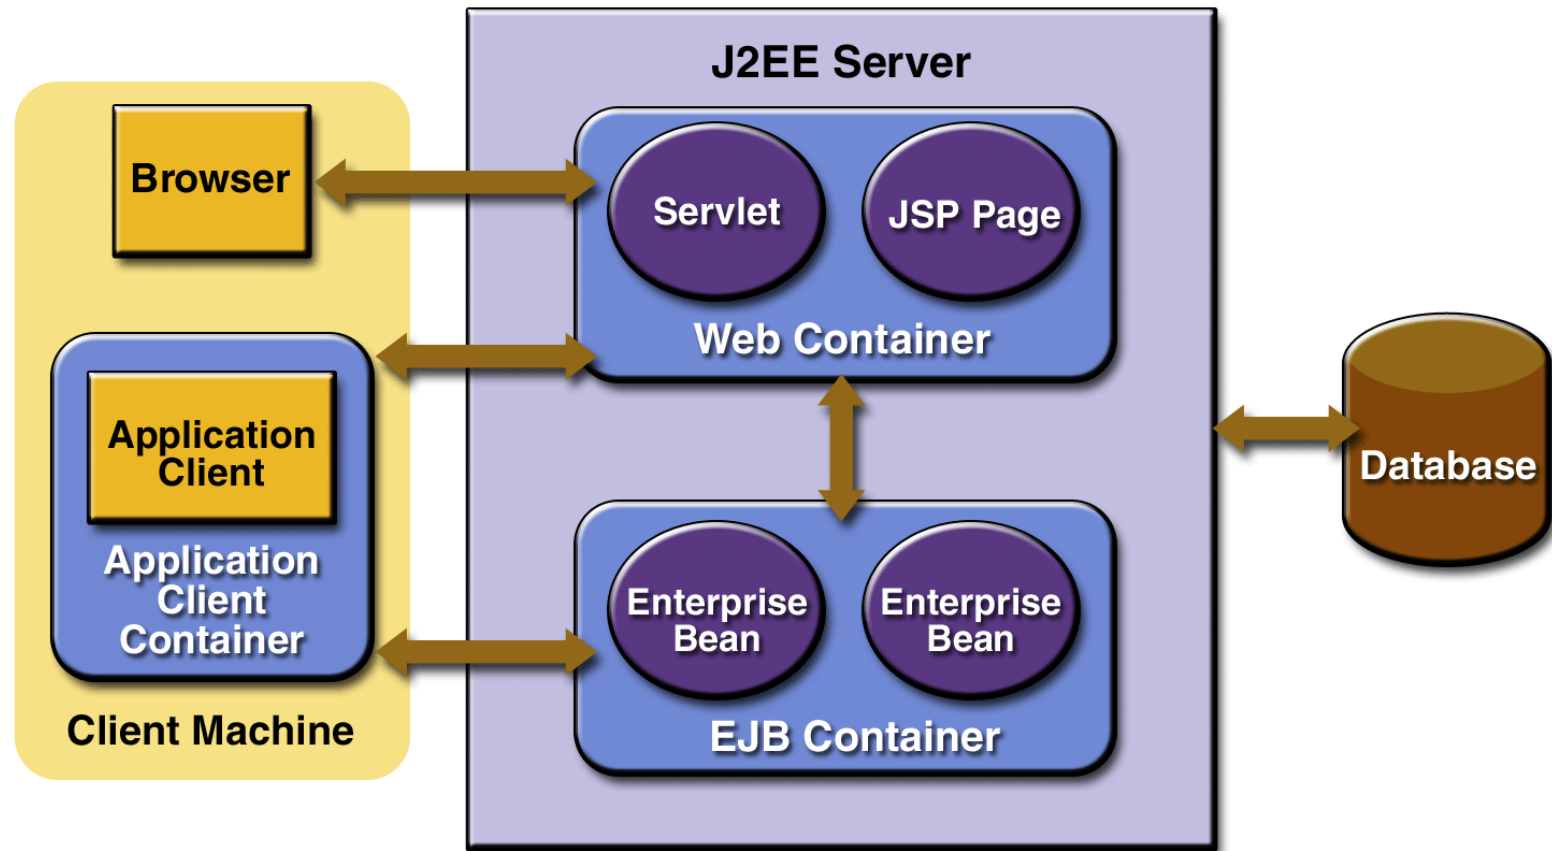 J2EE Server
Browser
Servlet
JSP Page
Web Container
Application
Client
Application
Client
Container
Client Machine
Enterprise
Bean
Enterprise
Bean
EJB Container
Database